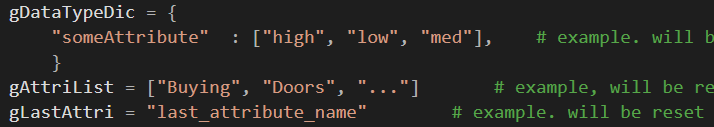 gDataTypeDic = {
"someAttribute" : ["high", "low", "med"], # example. will
}
gAttriList = ["Buying", "Doors", "..."] # example, will be
gLastAttri = "last_attribute_name" # example. will be reset